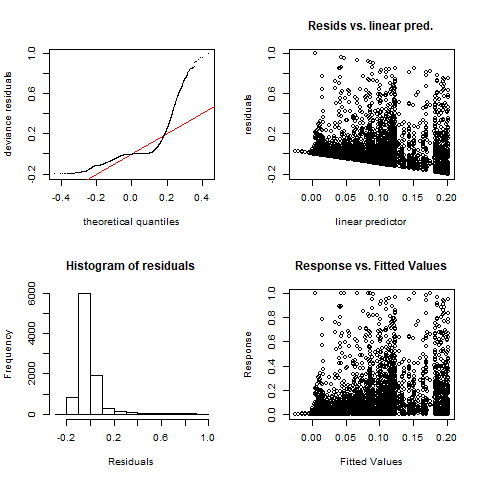 deviance residuals
-0.2 0.2 0.6 1.0
-0.4 -0.2 0.0 0.2 0.4
theoretical quantiles
Resids vs. linear pred.
residuals
-0.2 0.2 0.6 1.0
0.00 0.05 0.10 0.15 0.20
linear predictor
Histogram of residuals
Frequency
0 2000 4000 6000
-0.2 0.2 0.6 1.0
Residuals
Response vs. Fitted Values
Response
0.0 0.2 0.4 0.6 0.8 1.0
0.00 0.05 0.10 0.15 0.20
Fitted Values